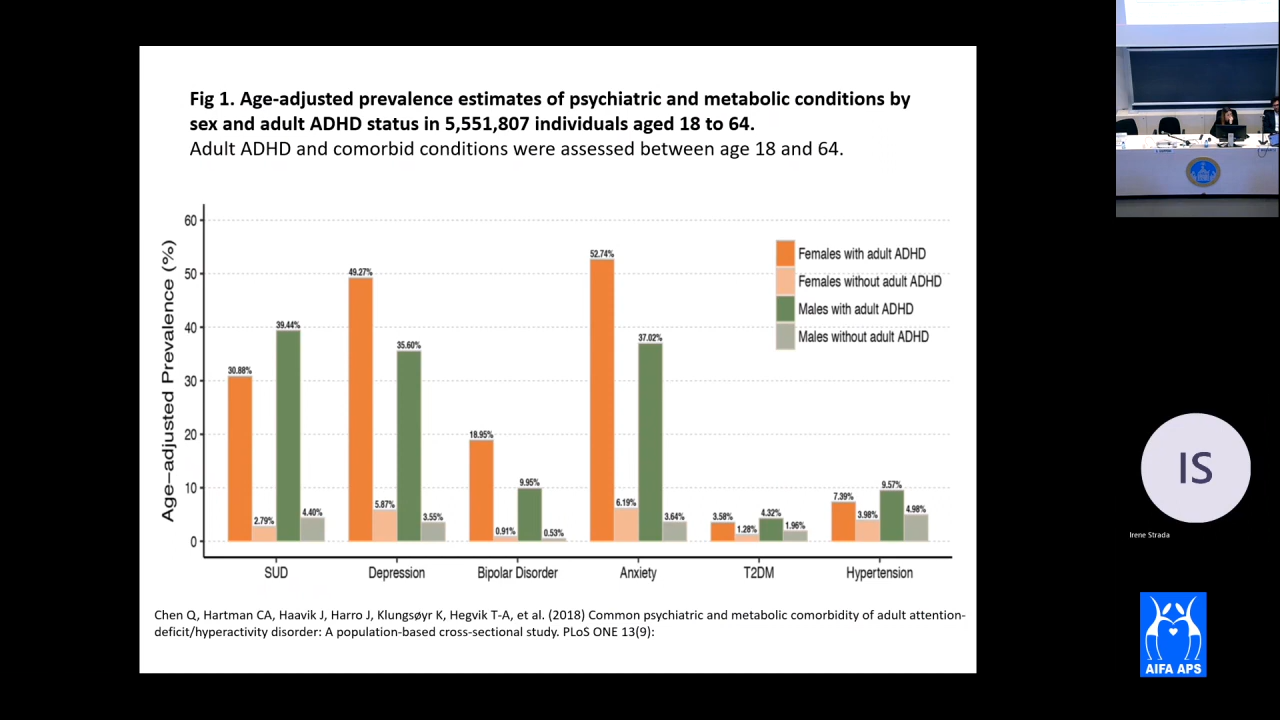 Fig 1. Age-adjusted prevalence estimates of psychiatric and metabolic conditions by
sex and adult ADHD status in 5,551,807 individuals aged 18 to 64.
Adult ADHD and comorbid conditions were assessed between age 18 and 64.
Age-adjusted Prevalence (%)
60
50
40
30
20
10
0
Females with adult ADHD
Females without adult ADHD
Males with adult ADHD
Males without adult ADHD
30.88%
2.79%
39.44%
4.40%
49.27%
5.87%
35.60%
3.55%
18.95%
0.91%
9.95%
0.53%
52.74%
6.19%
37.02%
3.64%
3.58%
1.28%
4.32%
1.96%
7.39%
3.98%
9.57%
4.98%
SUD
Depression
Bipolar Disorder
Anxiety
T2DM
Hypertension
Chen Q, Hartman CA, Haavik J, Harro J, Klungsøyr K, Hegvik T-A, et al. (2018) Common psychiatric and metabolic comorbidity of adult attention-
deficit/hyperactivity disorder: A population-based cross-sectional study. PLoS ONE 13(9):
IS
Irene Strada
AIFA APS